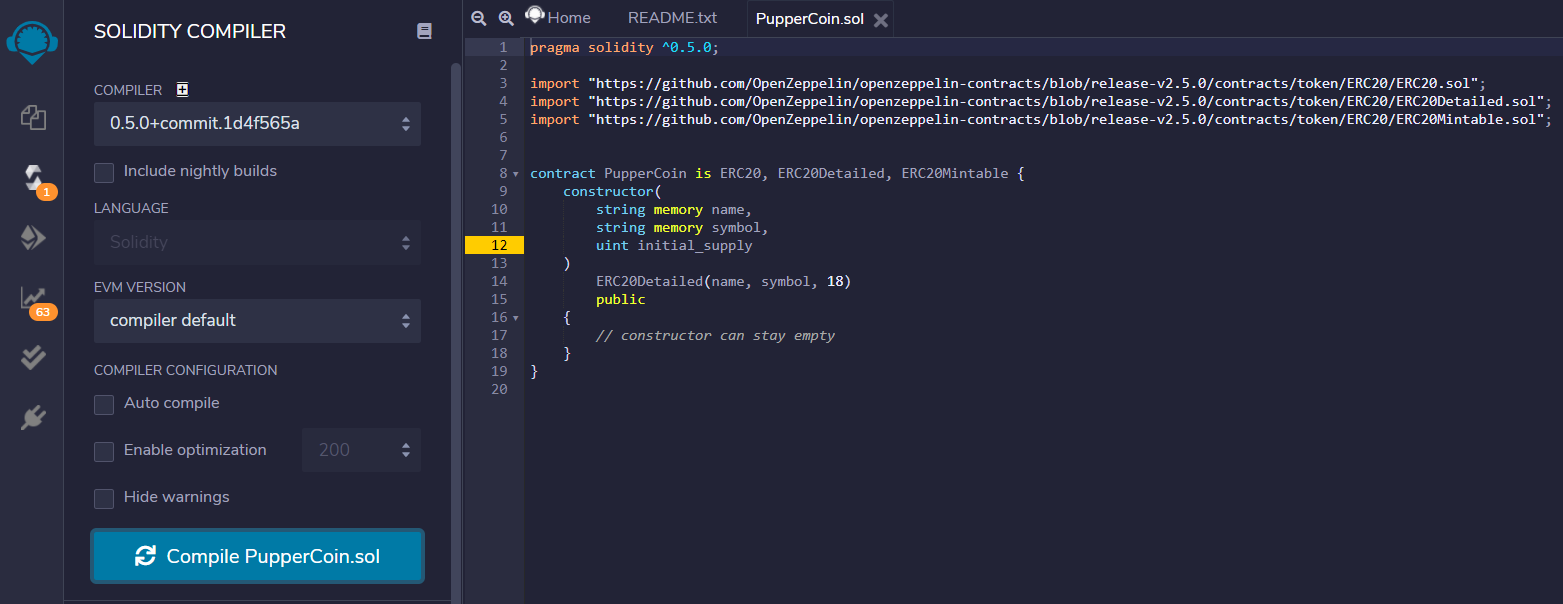 SOLIDITY COMPILER
COMPILER
0.5.0+commit.1d4f565a
Include nightly builds
LANGUAGE
Solidity
EVM VERSION
compiler default
COMPILER CONFIGURATION
Auto compile
Enable optimization 200
Hide warnings
Compile PupperCoin.sol
1
63
Home README.txt PupperCoin.sol
1 pragma solidity ^0.5.0;
2
3 import "https://github.com/OpenZeppelin/openzeppelin-contracts/blob/release-v2.5.0/contracts/token/ERC20/ERC20.sol";
4 import "https://github.com/OpenZeppelin/openzeppelin-contracts/blob/release-v2.5.0/contracts/token/ERC20/ERC20Detailed.sol";
5 import "https://github.com/OpenZeppelin/openzeppelin-contracts/blob/release-v2.5.0/contracts/token/ERC20/ERC20Mintable.sol";
6
7
8 contract PupperCoin is ERC20, ERC20Detailed, ERC20Mintable {
9 constructor(
10 string memory name,
11 string memory symbol,
12 uint initial_supply
13 )
14 ERC20Detailed(name, symbol, 18)
15 public
16 {
17 // constructor can stay empty
18 }
19 }
20